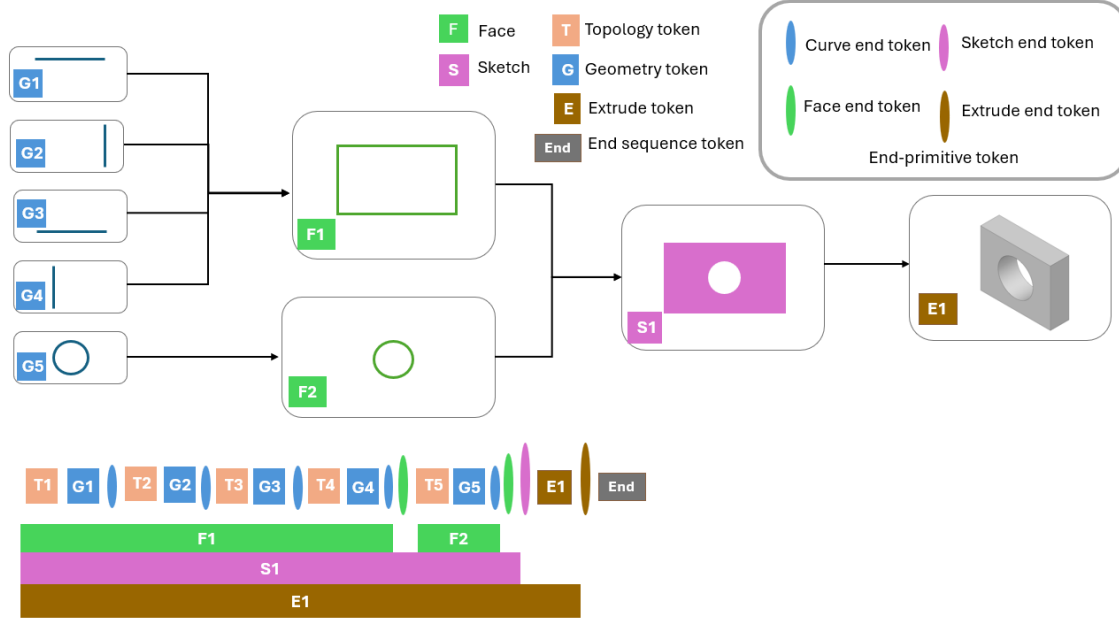 F Face
T Topology token
S Sketch
G Geometry token
E Extrude token
End End sequence token
Curve end token
Sketch end token
Face end token
Extrude end token
End-primitive token
G1
G2
G3
G4
G5
F1
F2
S1
E1
T1 G1 T2 G2 T3 G3 T4 G4 T5 G5 E1 End
F1 F2
S1
E1